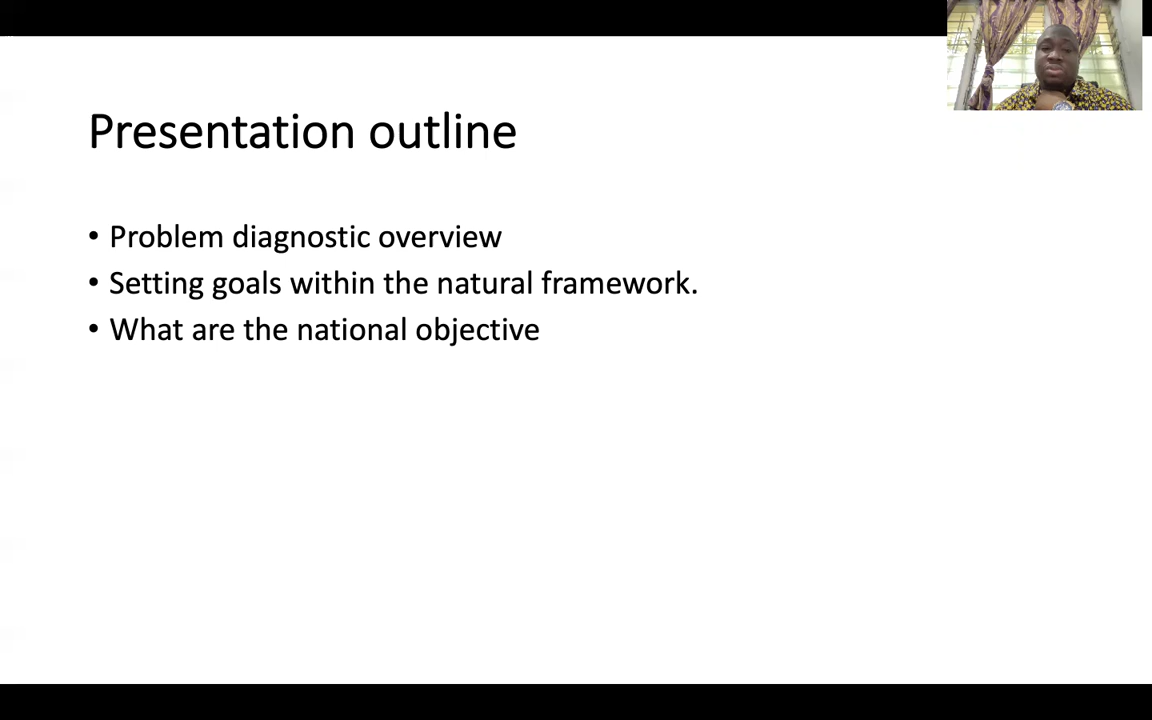 Presentation outline
• Problem diagnostic overview
• Setting goals within the natural framework.
• What are the national objective